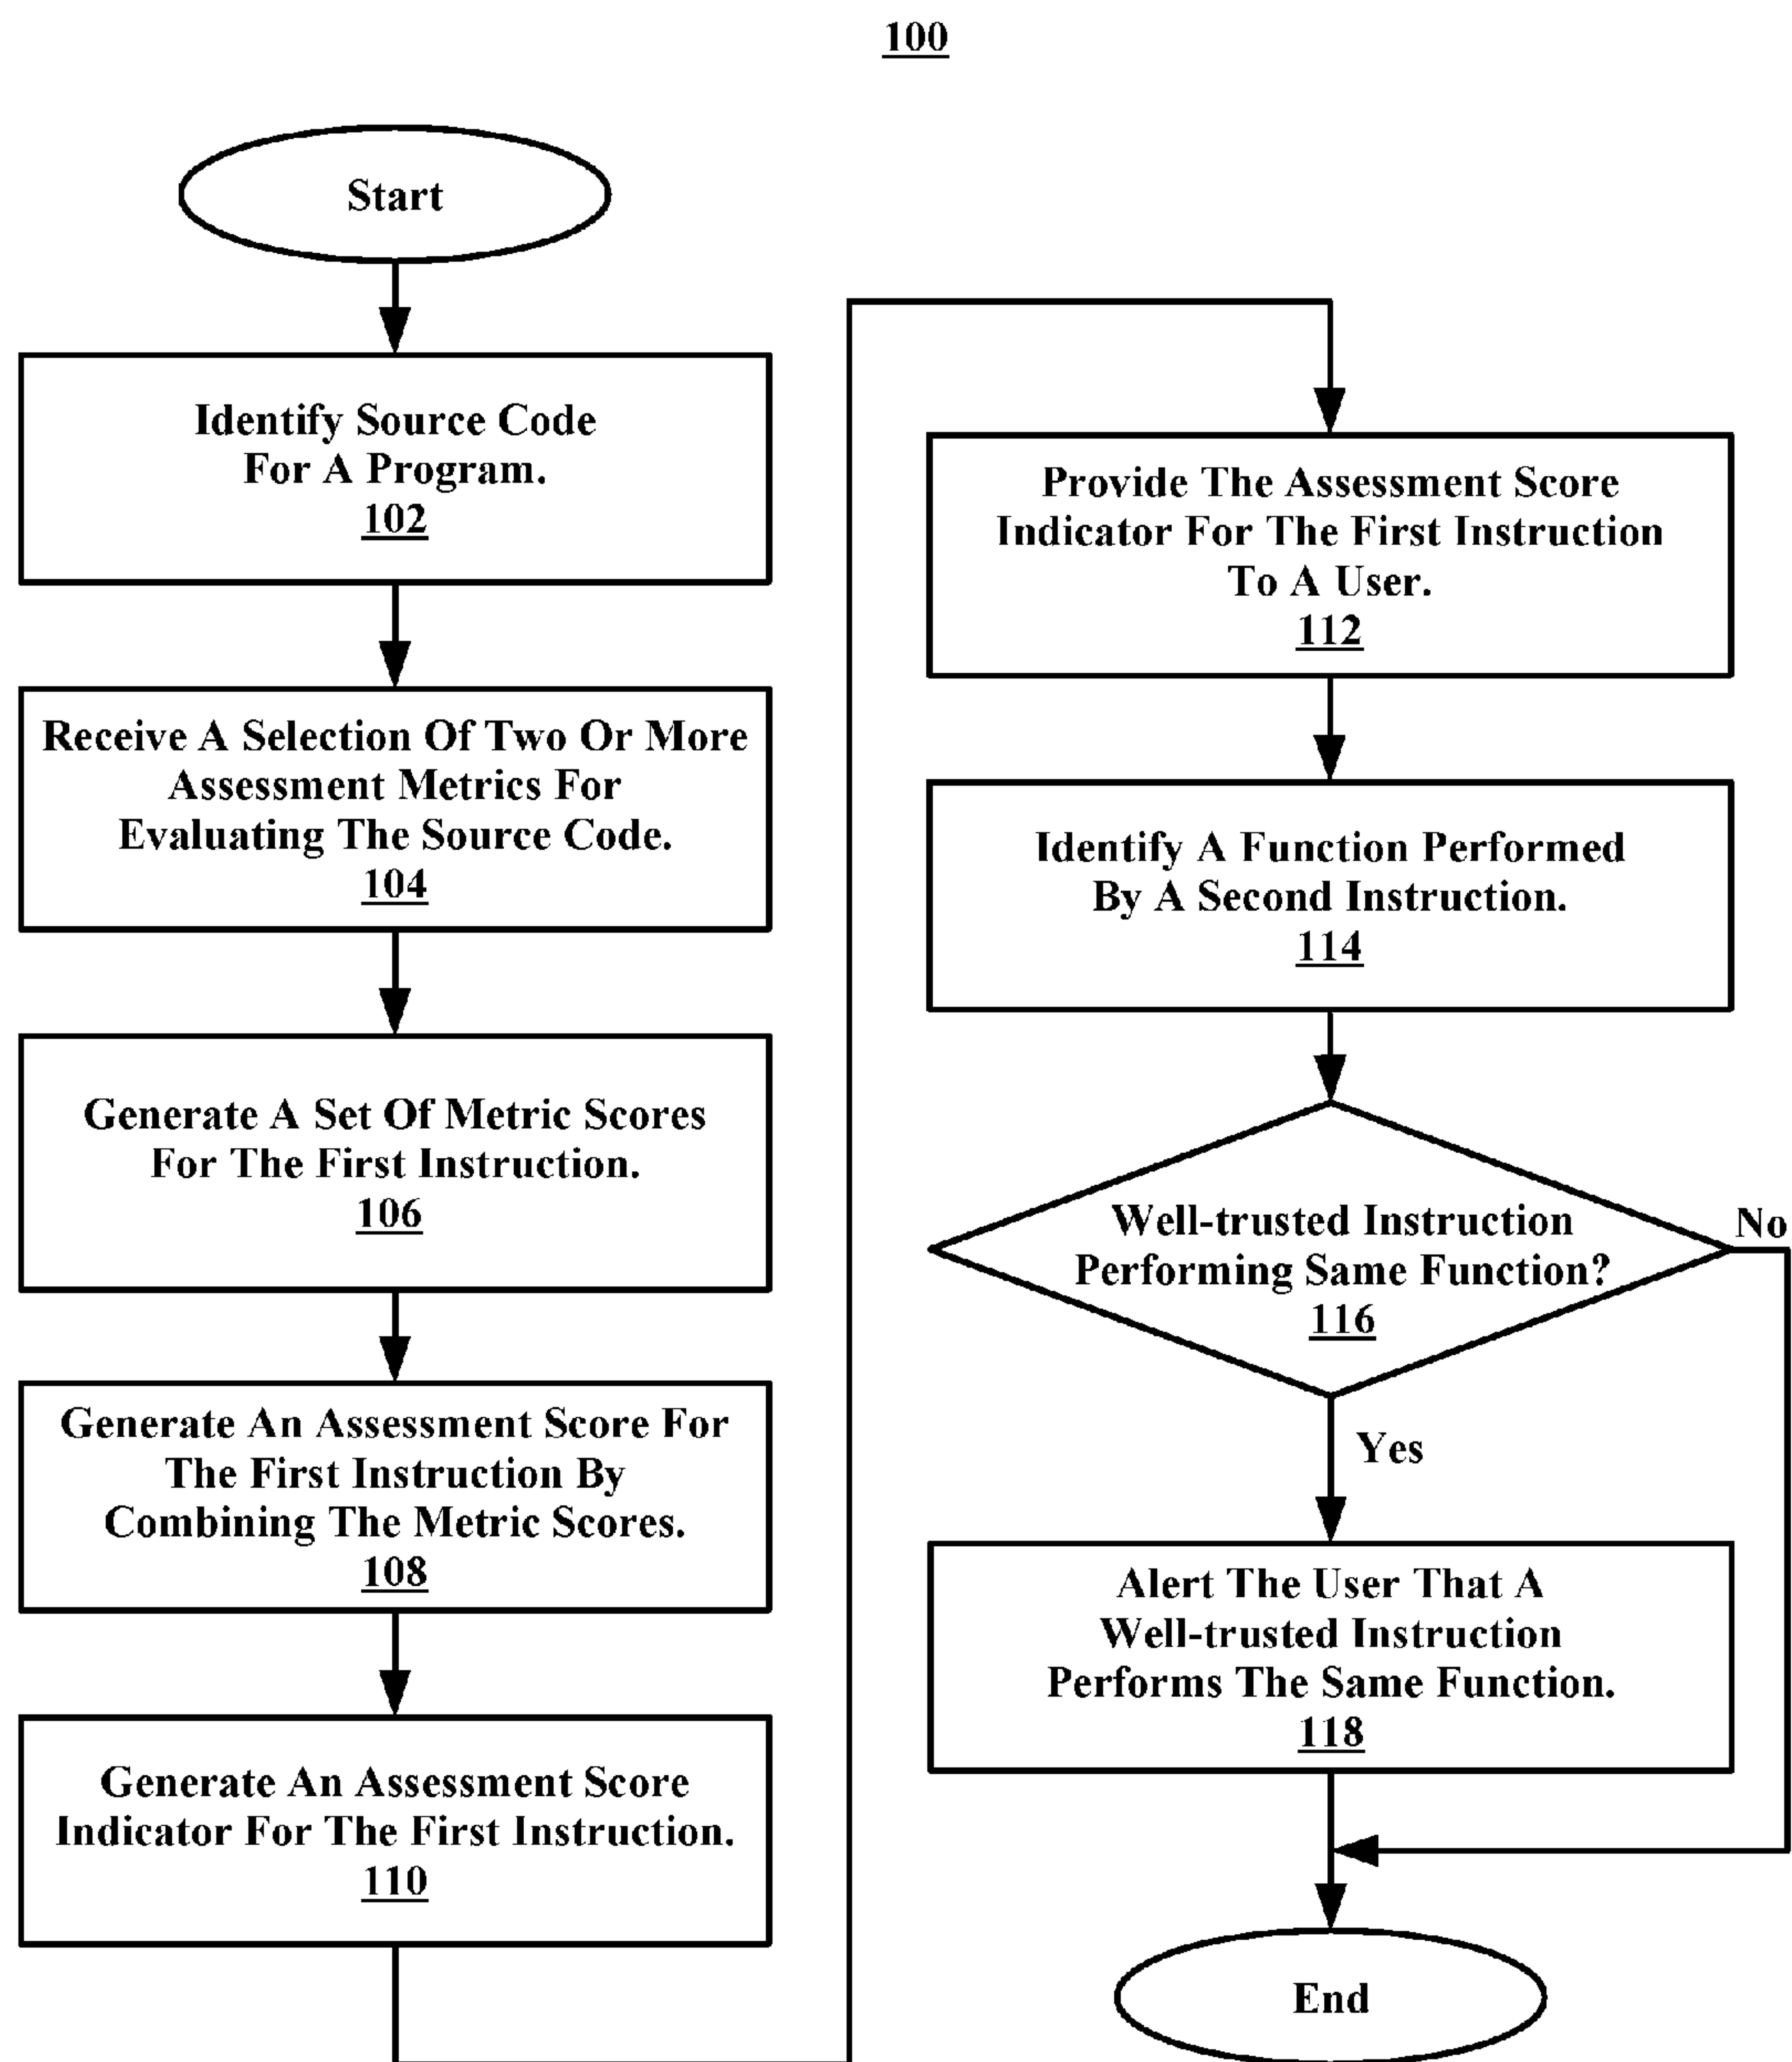 100
Start
Identify Source Code
For A Program.
102
Receive A Selection Of Two Or More
Assessment Metrics For
Evaluating The Source Code.
104
Generate A Set Of Metric Scores
For The First Instruction.
106
Generate An Assessment Score For
The First Instruction By
Combining The Metric Scores.
108
Generate An Assessment Score
Indicator For The First Instruction.
110
Provide The Assessment Score
Indicator For The First Instruction
To A User.
112
Identify A Function Performed
By A Second Instruction.
114
Well-trusted Instruction
Performing Same Function?
116
No
Yes
Alert The User That A
Well-trusted Instruction
Performs The Same Function.
118
End